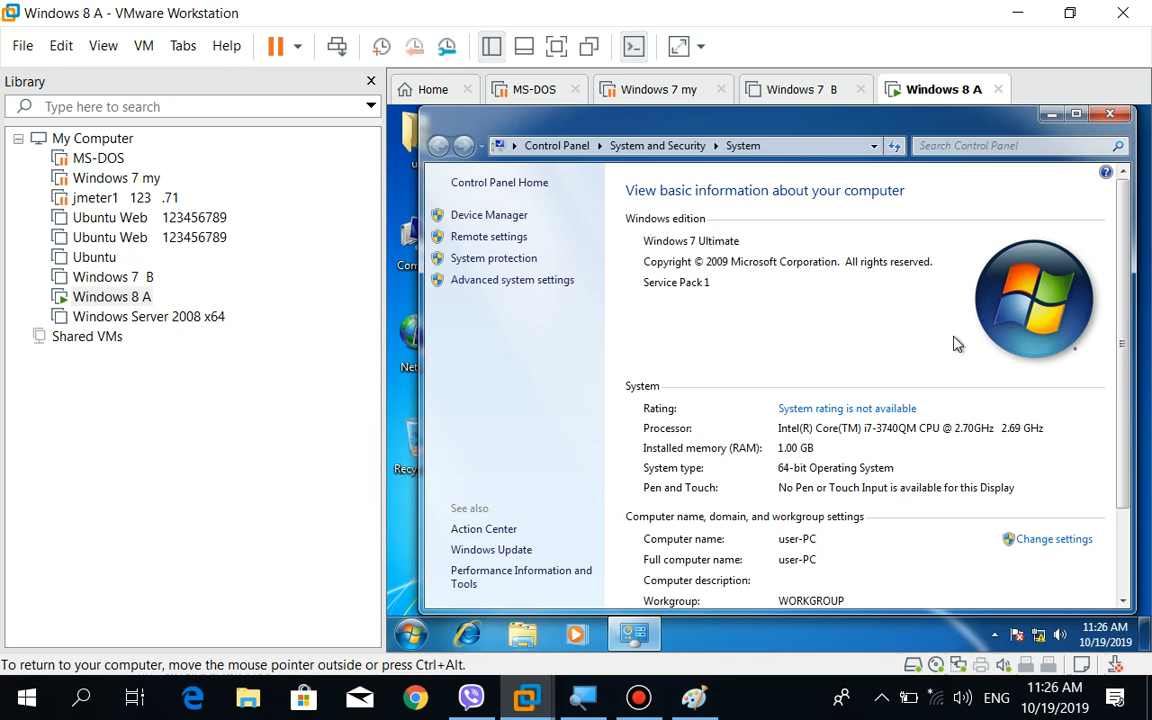 Windows 8 A - VMware Workstation
File Edit View VM Tabs Help
Library
Type here to search
My Computer
MS-DOS
Windows 7 my
jmeter1 123 .71
Ubuntu Web 123456789
Ubuntu Web 123456789
Ubuntu
Windows 7 B
Windows 8 A
Windows Server 2008 x64
Shared VMs
Home MS-DOS Windows 7 my Windows 7 B Windows 8 A
Control Panel System and Security System Search Control Panel
Control Panel Home
Device Manager
Remote settings
System protection
Advanced system settings
See also
Action Center
Windows Update
Performance Information and
Tools
View basic information about your computer
Windows edition
Windows 7 Ultimate
Copyright © 2009 Microsoft Corporation. All rights reserved.
Service Pack 1
System
Rating: System rating is not available
Processor: Intel(R) Core(TM) i7-3740QM CPU @ 2.70GHz 2.69 GHz
Installed memory (RAM): 1.00 GB
System type: 64-bit Operating System
Pen and Touch: No Pen or Touch Input is available for this Display
Computer name, domain, and workgroup settings
Computer name: user-PC Change settings
Full computer name: user-PC
Computer description:
Workgroup: WORKGROUP
11:26 AM
10/19/2019
To return to your computer, move the mouse pointer outside or press Ctrl+Alt.
ENG
11:26 AM
10/19/2019